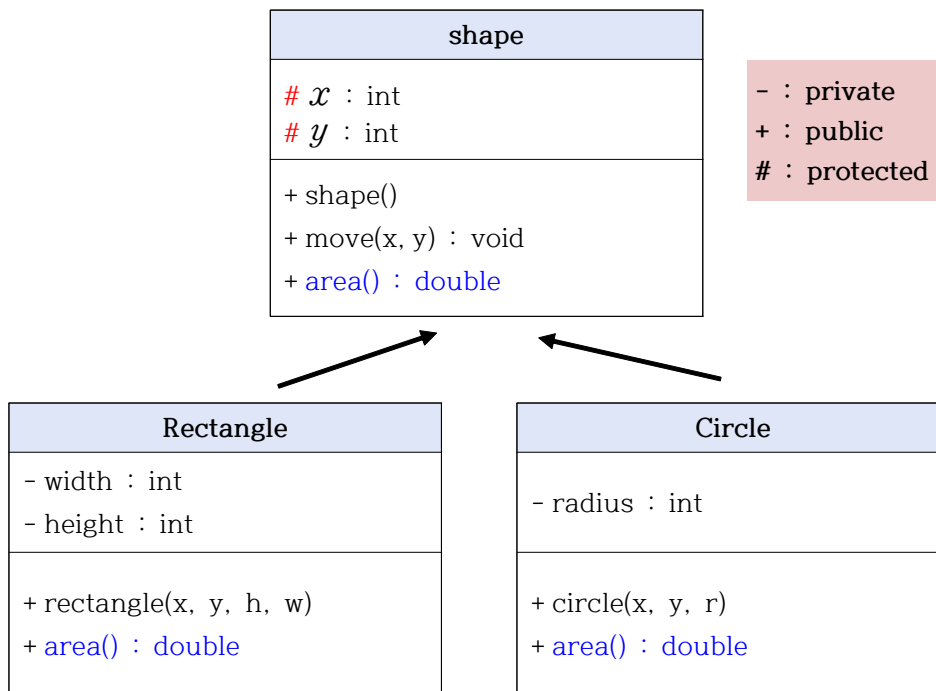 shape
# x : int
# y : int
+ shape()
+ move(x, y) : void
+ area() : double
- : private
+ : public
# : protected
Rectangle
- width : int
- height : int
+ rectangle(x, y, h, w)
+ area() : double
Circle
- radius : int
+ circle(x, y, r)
+ area() : double